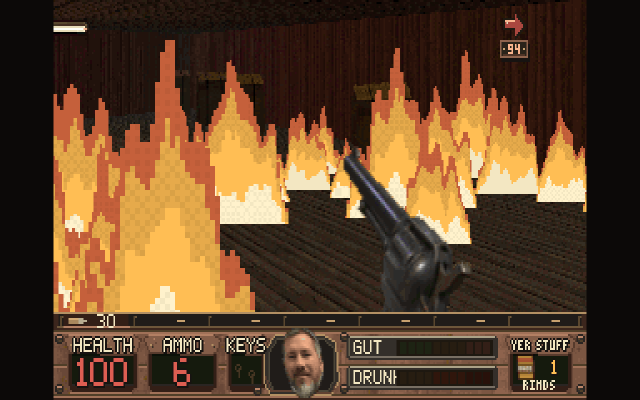 ·94·
30
HEALTH AMMO KEYS GUT YER STUFF
100 6 DRUNK 1
RINDS